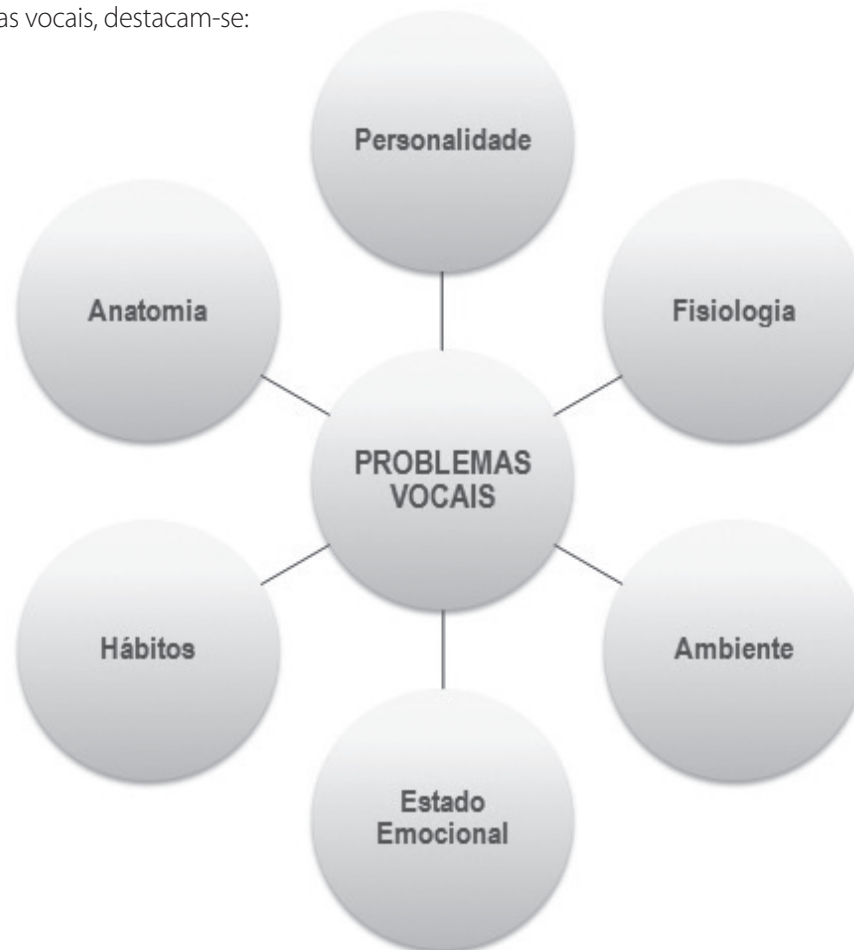 as vocais, destacam-se:
Personalidade
Anatomia
Fisiologia
PROBLEMAS
VOCAIS
Hábitos
Ambiente
Estado
Emocional